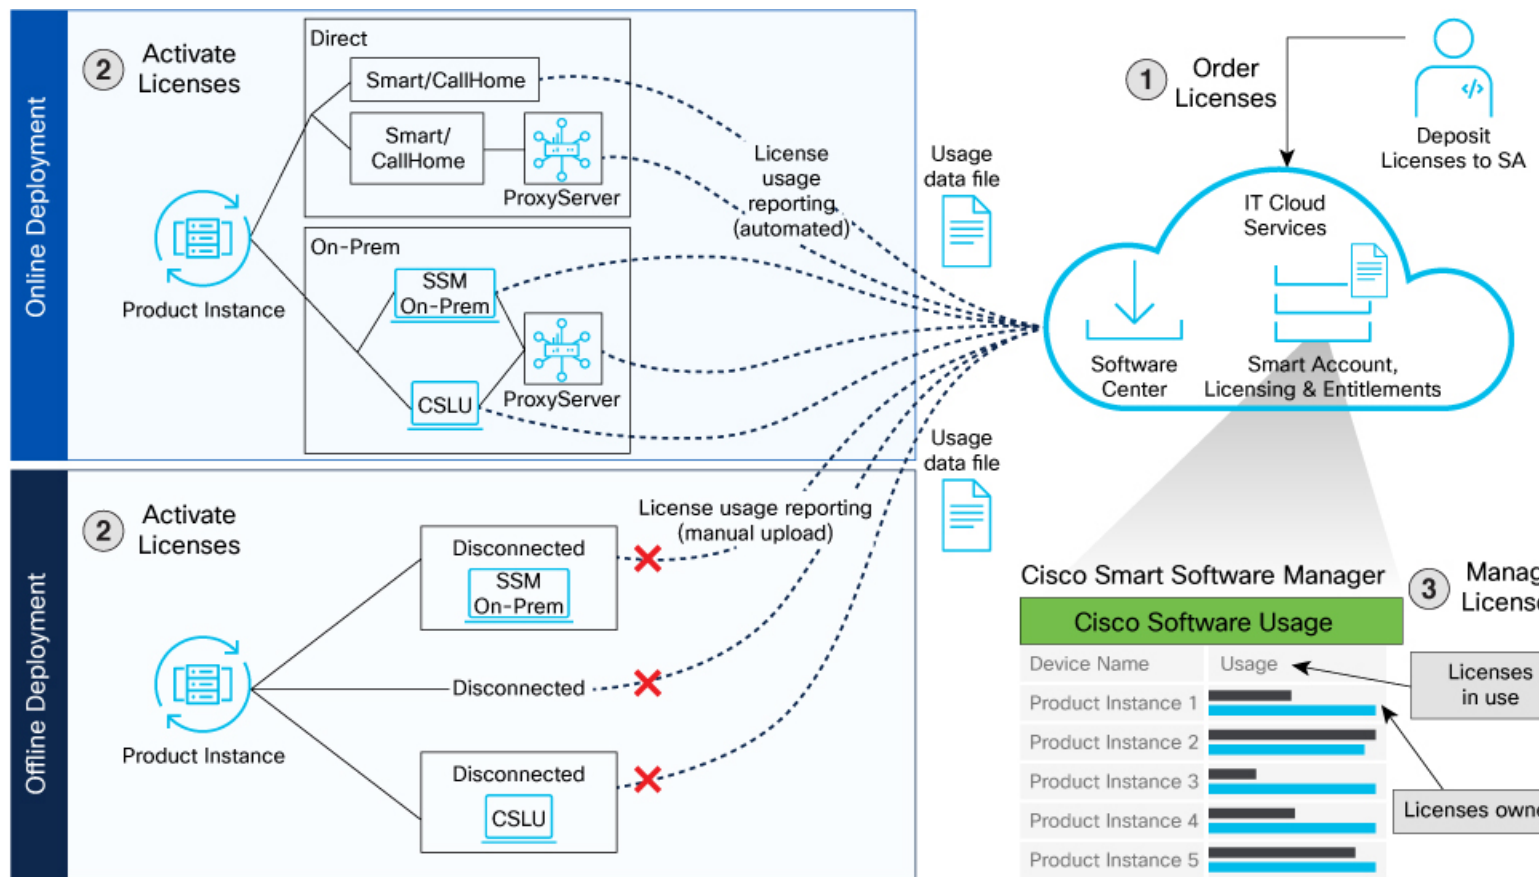 Online Deployment
2
Activate
Licenses
Direct
Smart/CallHome
Smart/
CallHome
ProxyServer
Product Instance
On-Prem
SSM
On-Prem
CSLU
ProxyServer
License
usage
reporting
(automated)
Usage
data file
1
Order
Licenses
</>
Deposit
Licenses to SA
IT Cloud
Services
Software
Center
Smart Account,
Licensing & Entitlements
Offline Deployment
2
Activate
Licenses
Product Instance
Disconnected
SSM
On-Prem
Disconnected
Disconnected
CSLU
License usage reporting
(manual upload)
Usage
data file
Cisco Smart Software Manager
3
Manag
License
Cisco Software Usage
Device Name
Usage
Licenses
in use
Product Instance 1
Product Instance 2
Product Instance 3
Product Instance 4
Product Instance 5
Licenses owne